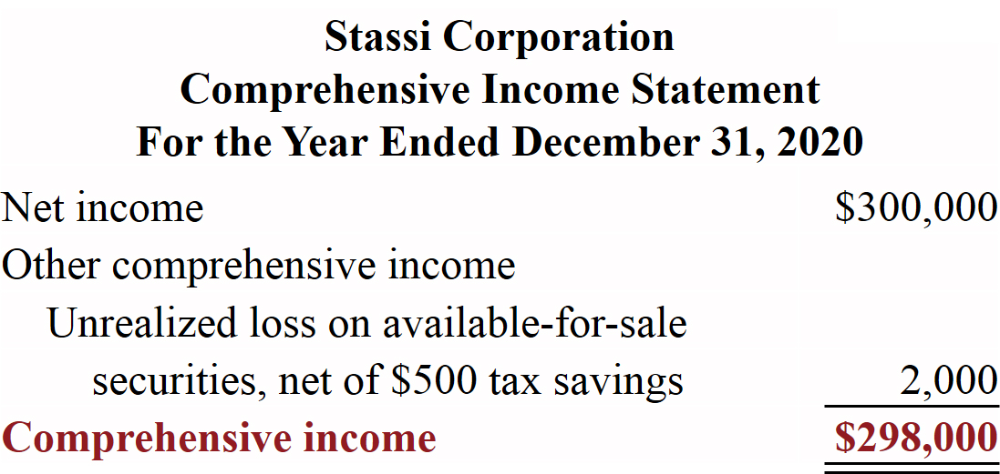 Stassi Corporation
Comprehensive Income Statement
For the Year Ended December 31, 2020
Net income $300,000
Other comprehensive income
Unrealized loss on available-for-sale
securities, net of $500 tax savings 2,000
Comprehensive income $298,000